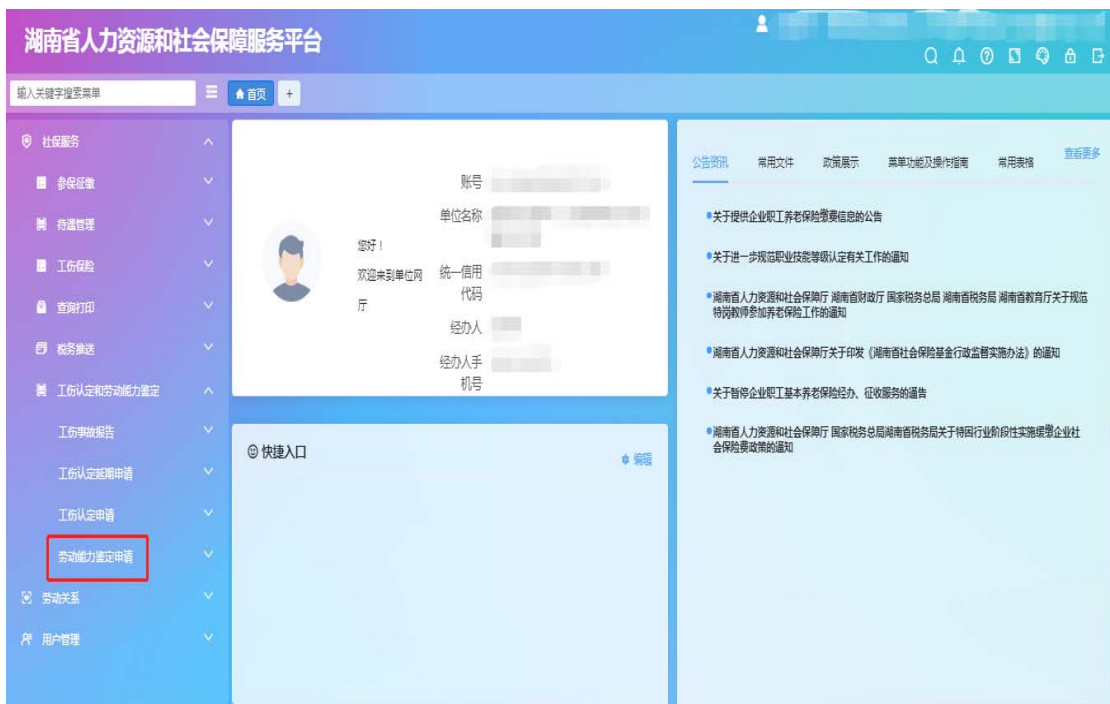 湖南省人力资源和社会保障服务平台
输入关键字搜索菜单
首页
+
社保服务
参保征缴
待遇管理
工伤保险
查询打印
税务推送
工伤认定和劳动能力鉴定
工伤事故报告
工伤认定延期申请
工伤认定申请
劳动能力鉴定申请
劳动关系
用户管理
您好！
欢迎来到单位网
厅
账号
单位名称
统一信用
代码
经办人
经办人手
机号
快捷入口
编辑
公告资讯 常用文件 政策展示 菜单功能及操作指南 常用表格 查看更多
关于提供企业职工养老保险缴费信息的公告
关于进一步规范职业技能等级认定有关工作的通知
湖南省人力资源和社会保障厅 湖南省财政厅 国家税务总局 湖南省税务局 湖南省教育厅关于规范
特岗教师参加养老保险工作的通知
湖南省人力资源和社会保障厅关于印发《湖南省社会保险基金行政监督实施办法》的通知
关于暂停企业职工基本养老保险经办、征收服务的通告
湖南省人力资源和社会保障厅 国家税务总局湖南省税务局关于特困行业阶段性实施缓缴企业社
会保险费政策的通知